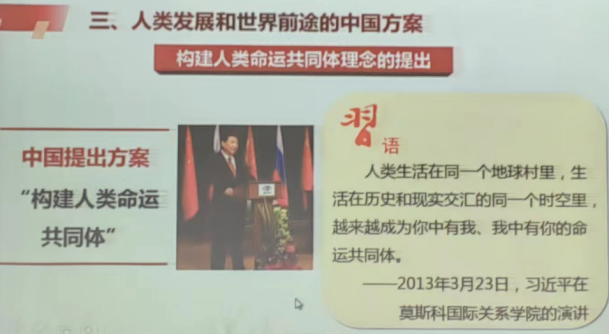 三、人类发展和世界前途的中国方案
构建人类命运共同体理念的提出
中国提出方案
“构建人类命运
共同体”
習
语
人类生活在同一个地球村里，生
活在历史和现实交汇的同一个时空里，
越来越成为你中有我、我中有你的命
运共同体。
——2013年3月23日，习近平在
莫斯科国际关系学院的演讲